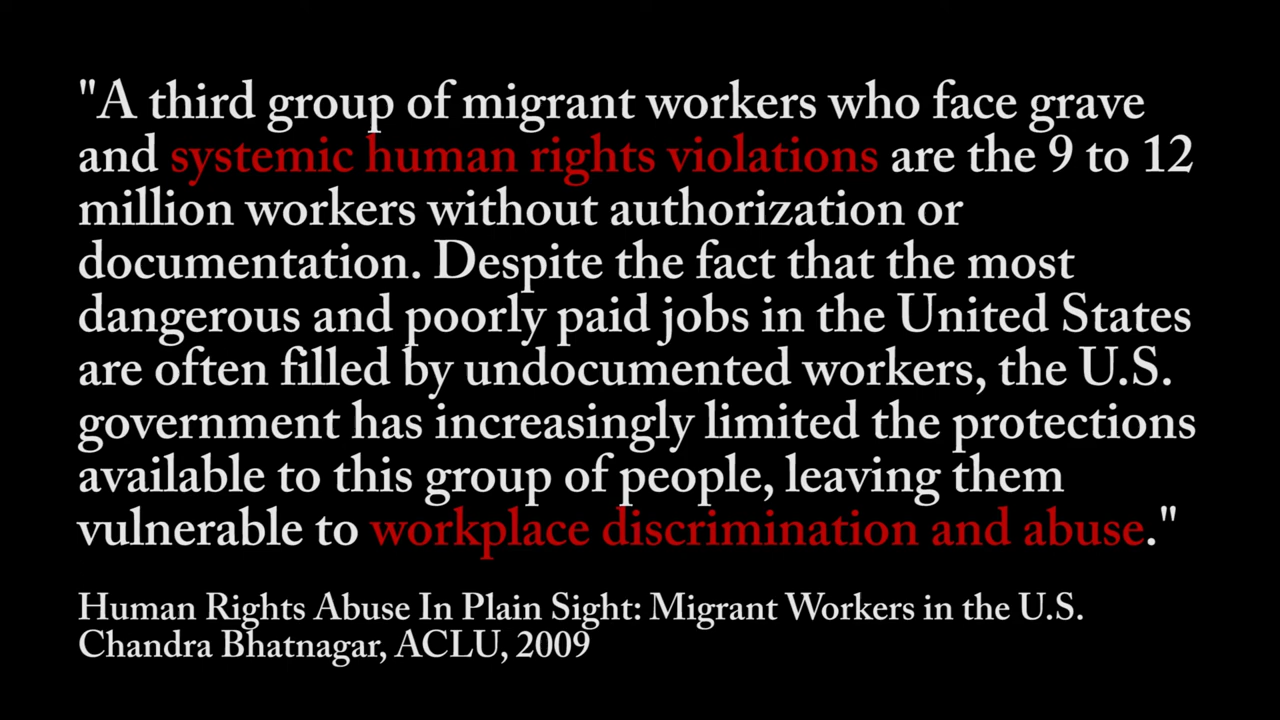 "A third group of migrant workers who face grave
and systemic human rights violations are the 9 to 12
million workers without authorization or
documentation. Despite the fact that the most
dangerous and poorly paid jobs in the United States
are often filled by undocumented workers, the U.S.
government has increasingly limited the protections
available to this group of people, leaving them
vulnerable to workplace discrimination and abuse."
Human Rights Abuse In Plain Sight: Migrant Workers in the U.S.
Chandra Bhatnagar, ACLU, 2009